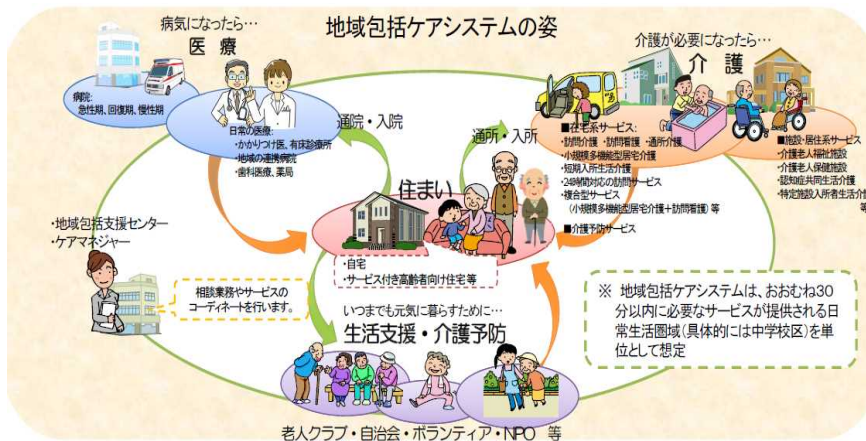 地域包括ケアシステムの姿
病気になったら…
医 療
病院:
急性期、回復期、慢性期
日常の医療:
・かかりつけ医、有床診療所
・地域の連携病院
・歯科医療、薬局
通院・入院
介護が必要になったら…
介 護
通所・入所
■在宅系サービス:
・訪問介護 ・訪問看護 ・通所介護
・小規模多機能型居宅介護
・短期入所生活介護
・24時間対応の訪問サービス
・複合型サービス
(小規模多機能型居宅介護+訪問看護)等
■介護予防サービス
■施設・居住系サービス
・介護老人福祉施設
・介護老人保健施設
・認知症共同生活介護
・特定施設入所者生活介
等
住まい
・自宅
・サービス付き高齢者向け住宅 等
・地域包括支援センター
・ケアマネジャー
相談業務やサービスの
コーディネートを行います。
いつまでも元気に暮らすために…
生活支援・介護予防
老人クラブ・自治会・ボランティア・NPO 等
※ 地域包括ケアシステムは、おおむね30
分以内に必要なサービスが提供される日
常生活圏域(具体的には中学校区)を単
位として想定